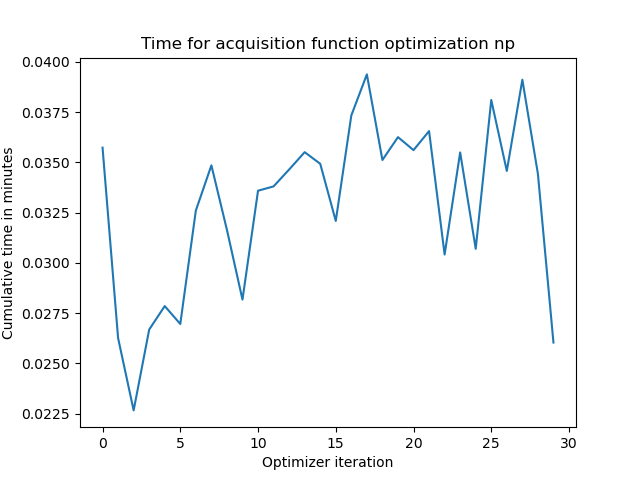 Time for acquisition function optimization np
Cumulative time in minutes
0.0400
0.0375
0.0350
0.0325
0.0300
0.0275
0.0250
0.0225
0 5 10 15 20 25 30
Optimizer iteration